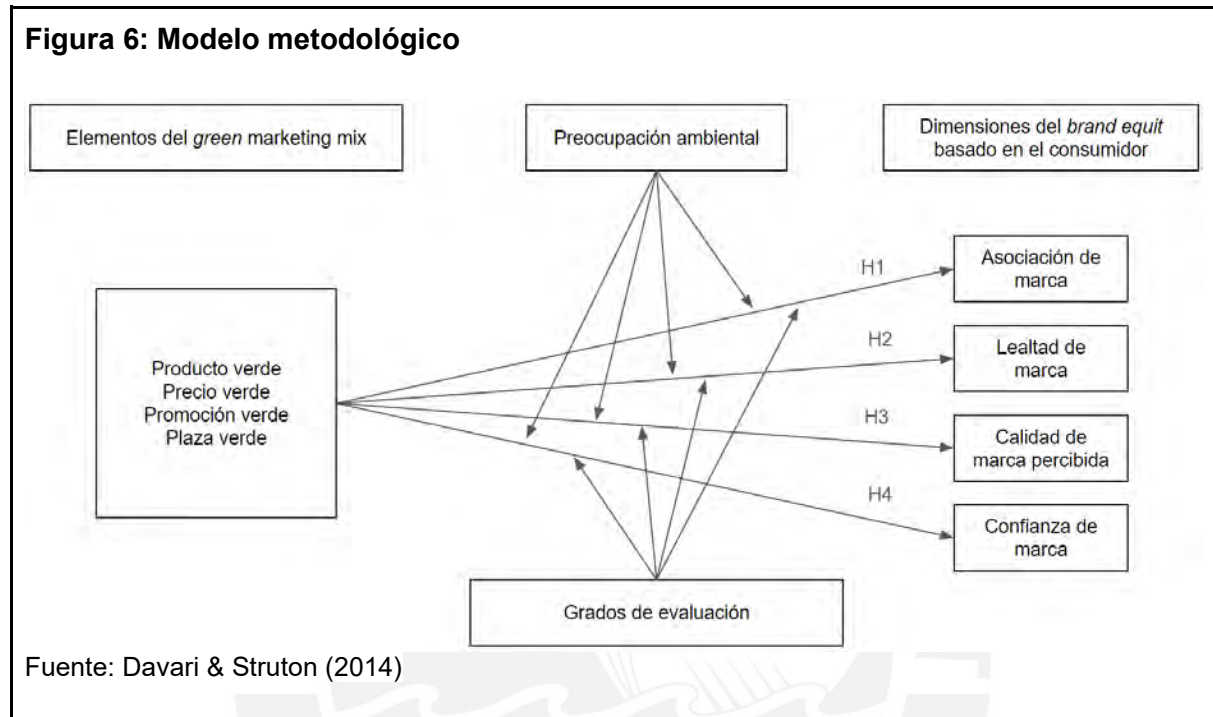 Figura 6: Modelo metodológico
Elementos del green marketing mix
Preocupación ambiental
Dimensiones del brand equit
basado en el consumidor
H1
Asociación de
marca
H2
Lealtad de
marca
Producto verde
Precio verde
Promoción verde
Plaza verde
H3
Calidad de
marca percibida
H4
Confianza de
marca
Grados de evaluación
Fuente: Davari & Struton (2014)